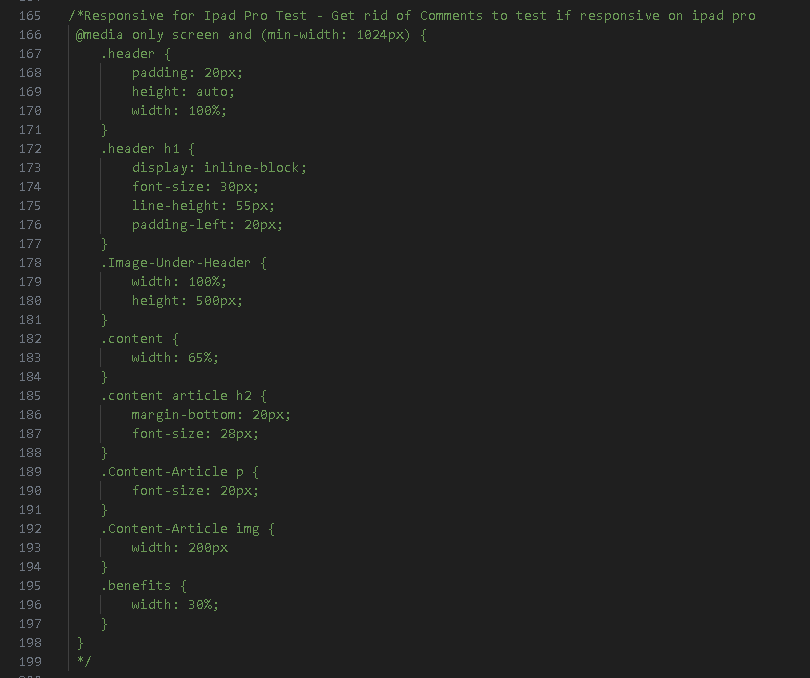 165 /*Responsive for Ipad Pro Test - Get rid of Comments to test if responsive on ipad pro
166 @media only screen and (min-width: 1024px) {
167 .header {
168 padding: 20px;
169 height: auto;
170 width: 100%;
171 }
172 .header h1 {
173 display: inline-block;
174 font-size: 30px;
175 line-height: 55px;
176 padding-left: 20px;
177 }
178 .Image-Under-Header {
179 width: 100%;
180 height: 500px;
181 }
182 .content {
183 width: 65%;
184 }
185 .content article h2 {
186 margin-bottom: 20px;
187 font-size: 28px;
188 }
189 .Content-Article p {
190 font-size: 20px;
191 }
192 .Content-Article img {
193 width: 200px
194 }
195 .benefits {
196 width: 30%;
197 }
198 }
199 */